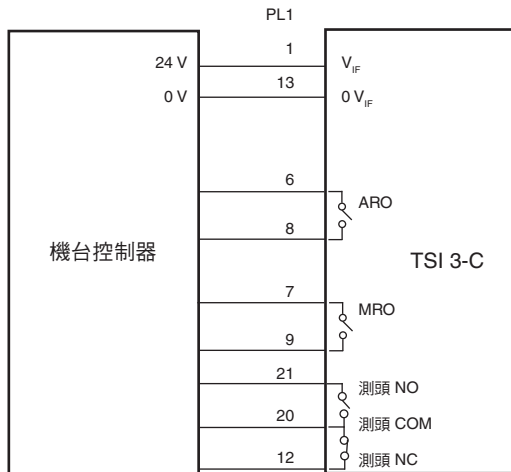 PL1
24 V 1 V_IF
0 V 13 0 V_IF
6
ARO
8
機台控制器 TSI 3-C
7
MRO
9
21
測頭 NO
20 測頭 COM
12 測頭 NC